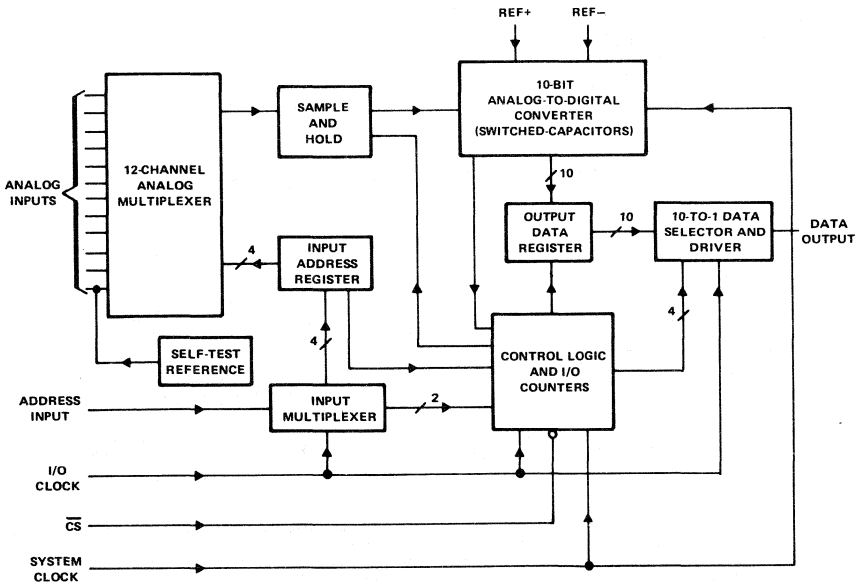 REF+
REF−
10-BIT
ANALOG-TO-DIGITAL
CONVERTER
(SWITCHED-CAPACITORS)
SAMPLE
AND
HOLD
12-CHANNEL
ANALOG
MULTIPLEXER
ANALOG
INPUTS
10
OUTPUT
DATA
REGISTER
10
10-TO-1 DATA
SELECTOR AND
DRIVER
DATA
OUTPUT
4
INPUT
ADDRESS
REGISTER
4
4
SELF-TEST
REFERENCE
CONTROL LOGIC
AND I/O
COUNTERS
ADDRESS
INPUT
INPUT
MULTIPLEXER
2
I/O
CLOCK
C̅S̅
SYSTEM
CLOCK